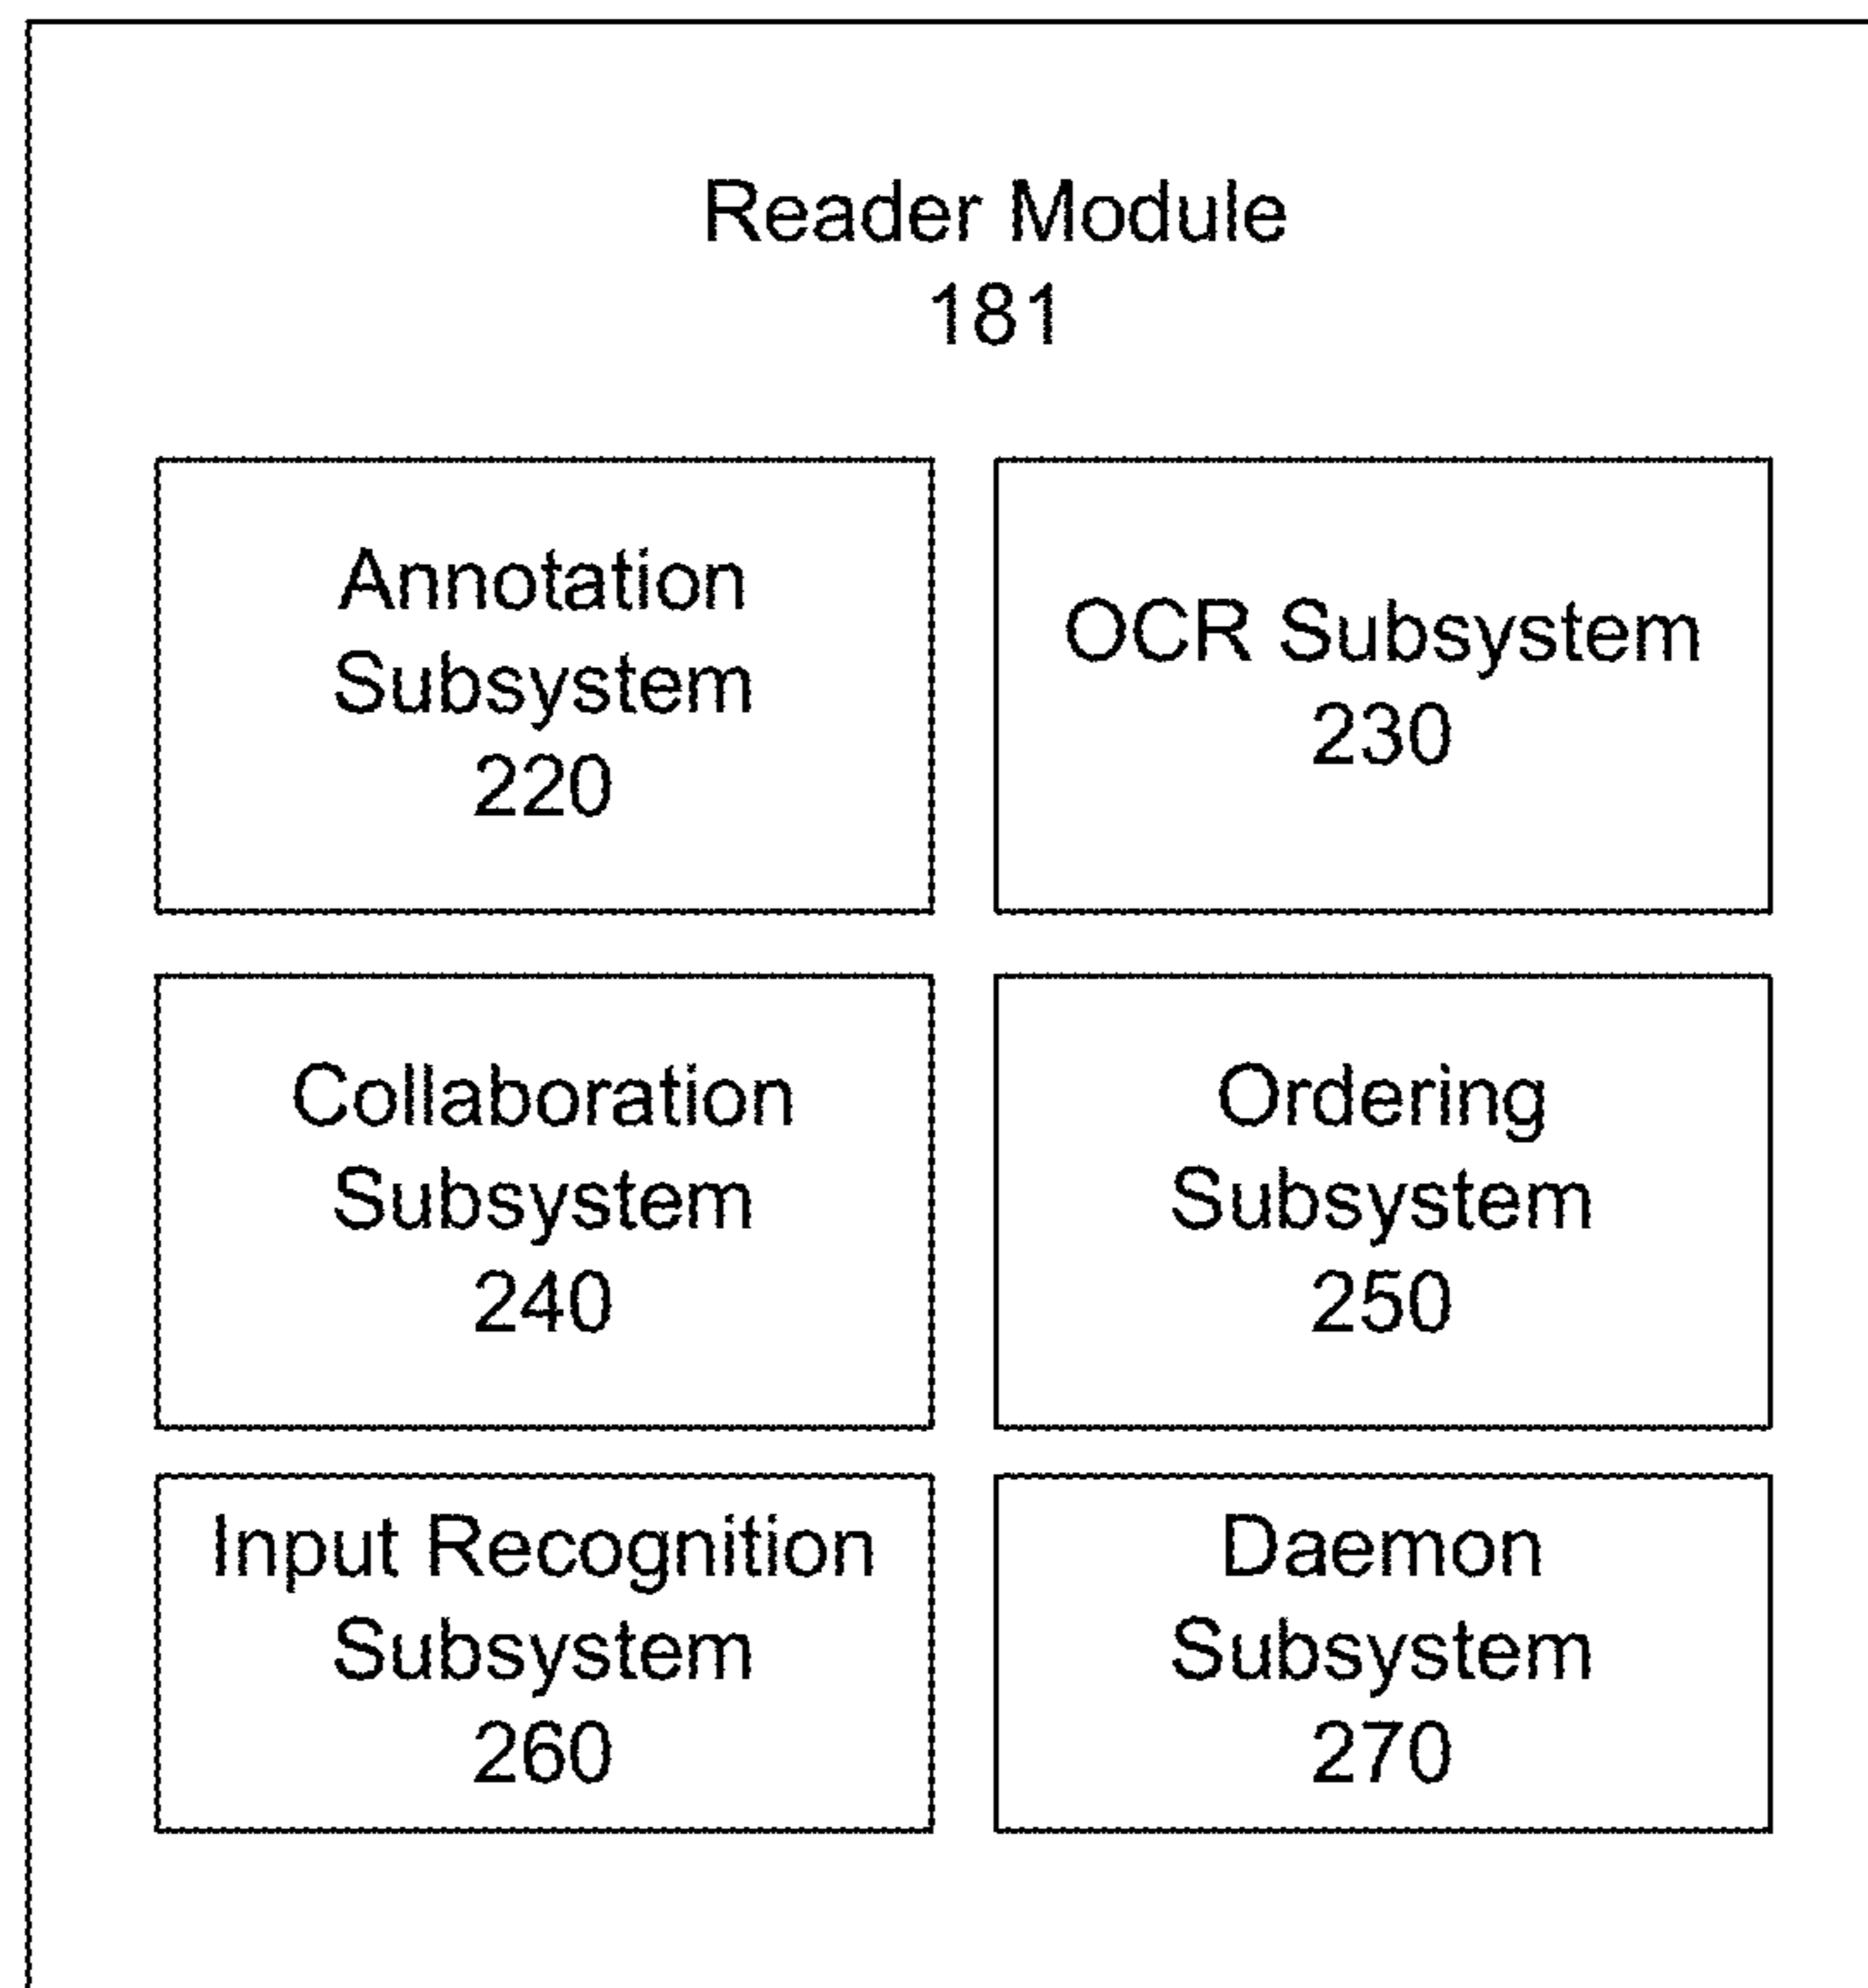 Reader Module
181
Annotation
Subsystem
220
OCR Subsystem
230
Collaboration
Subsystem
240
Ordering
Subsystem
250
Input Recognition
Subsystem
260
Daemon
Subsystem
270